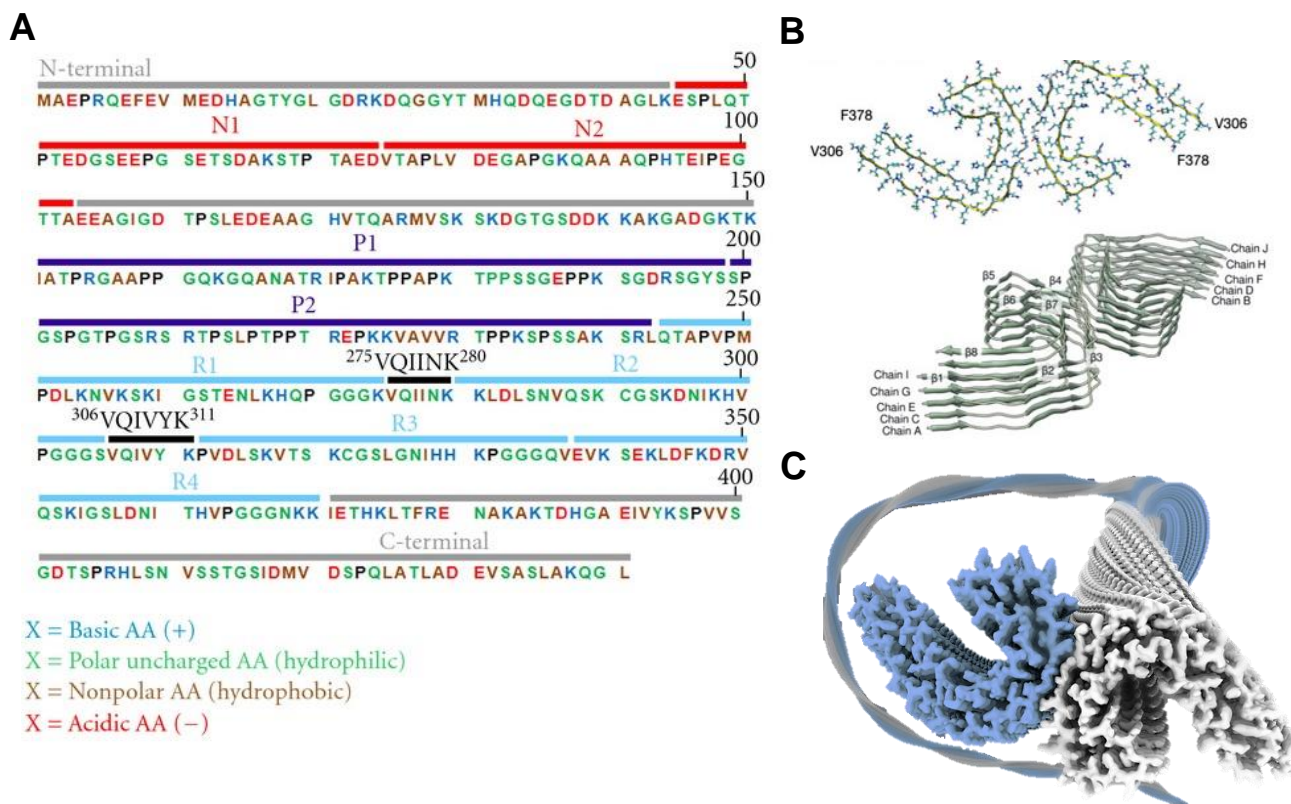 A
N-terminal
50
MAEPRQEFEV MEDHAGTYGL GDRKDQGGYT MHQDQEGDTD AGLKESPLQT
N1 N2 100
PTEDGSEEPG SETSDAKSTP TAEDVTAPLV DEGAPGKQAA AQPHTEIPEG
150
TTAEEAGIGD TPSLEDEAAG HVTQARMVSK SKDGTGSDDK KAKGADGKTK
P1 200
IATPRGAAPP GQKGQANATR IPAKTPPAPK TPPSSGEPPK SGDRSGYSSP
P2 250
GSPGTPGSRS RTPSLPTPPT REPKKVAVVR TPPKSPSSAK SRLQTAPVPM
R1 275VQIINK280 R2 300
PDLKNVKSKI GSTENLKHQP GGGKVQIINK KLDLSNVQSK CGSKDNIKHV
306VQIVYK311 R3 350
PGGGSVQIVY KPVDLSKVTS KCGSLGNIHH KPGGGQVEVK SEKLDFKDRV
R4 400
QSKIGSLDNI THVPGGGNKK IETHKLTFRE NAKAKTDHGA EIVYKSPVVS
C-terminal
GDTSPRHLSN VSSTGSIDMV DSPQLATLAD EVSASLAKQG L
X = Basic AA (+)
X = Polar uncharged AA (hydrophilic)
X = Nonpolar AA (hydrophobic)
X = Acidic AA (−)
B
F378
V306
V306
F378
Chain J
Chain H
Chain F
Chain D
Chain B
β5
β4
β6
β7
β8
β3
β2
Chain I
β1
Chain G
Chain E
Chain C
Chain A
C